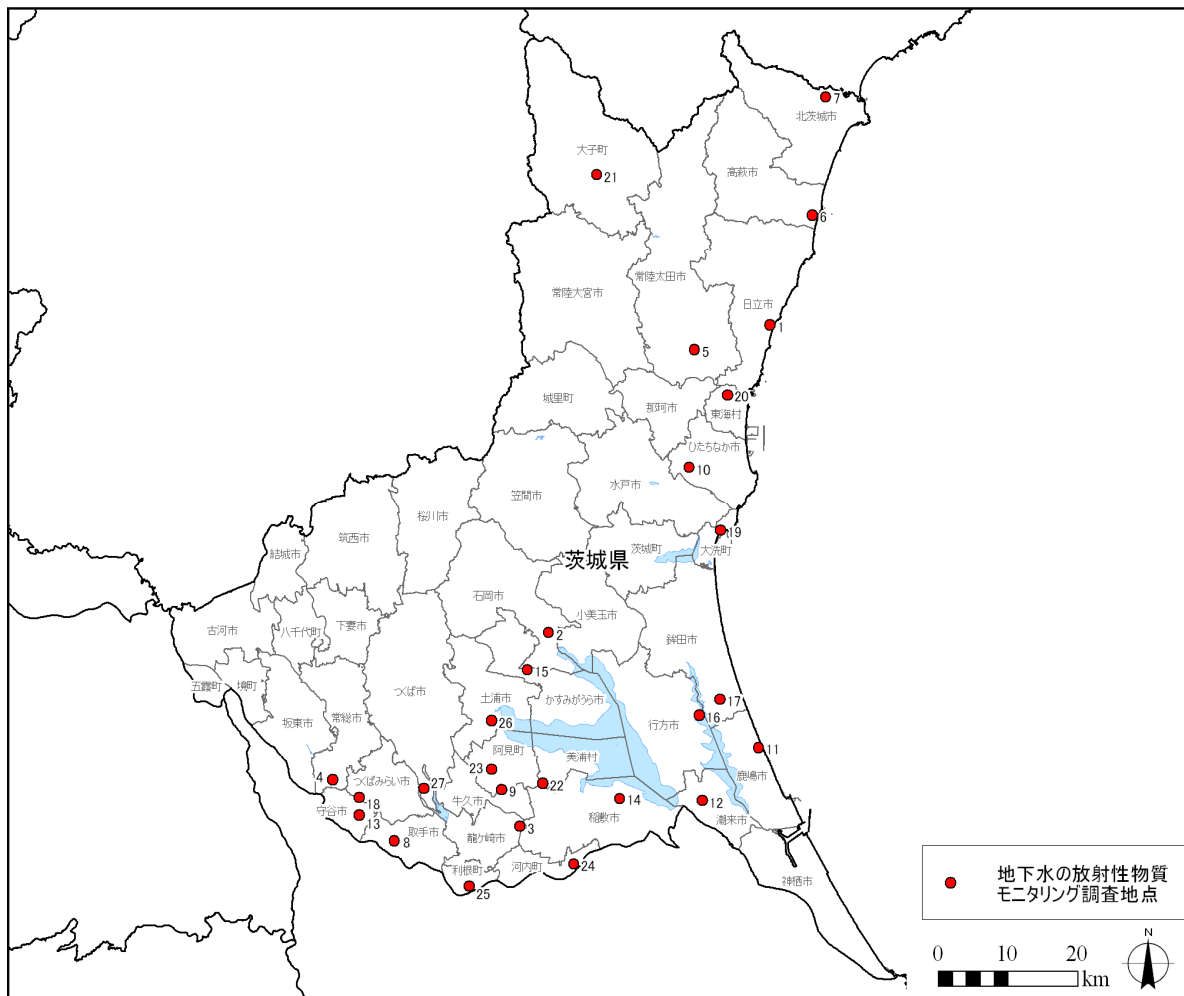 7
北茨城市
大子町
高萩市
21
6
常陸太田市
常陸大宮市
日立市
1
5
20
城里町
那珂市
東海村
ひたちなか市
10
水戸市
笠間市
桜川市
筑西市
19
茨城町
大洗町
結城市
茨城県
石岡市
小美玉市
古河市
八千代町
下妻市
2
鉾田市
15
五霞町
境町
つくば市
土浦市
かすみがうら市
17
坂東市
常総市
26
行方市
16
阿見町
11
美浦村
23
鹿嶋市
4
つくばみらい市
27
22
9
牛久市
14
12
18
守谷市
13
稲敷市
潮来市
取手市
3
龍ケ崎市
8
24
利根町
河内町
25
神栖市
地下水の放射性物質
モニタリング調査地点
N
0 10 20
km